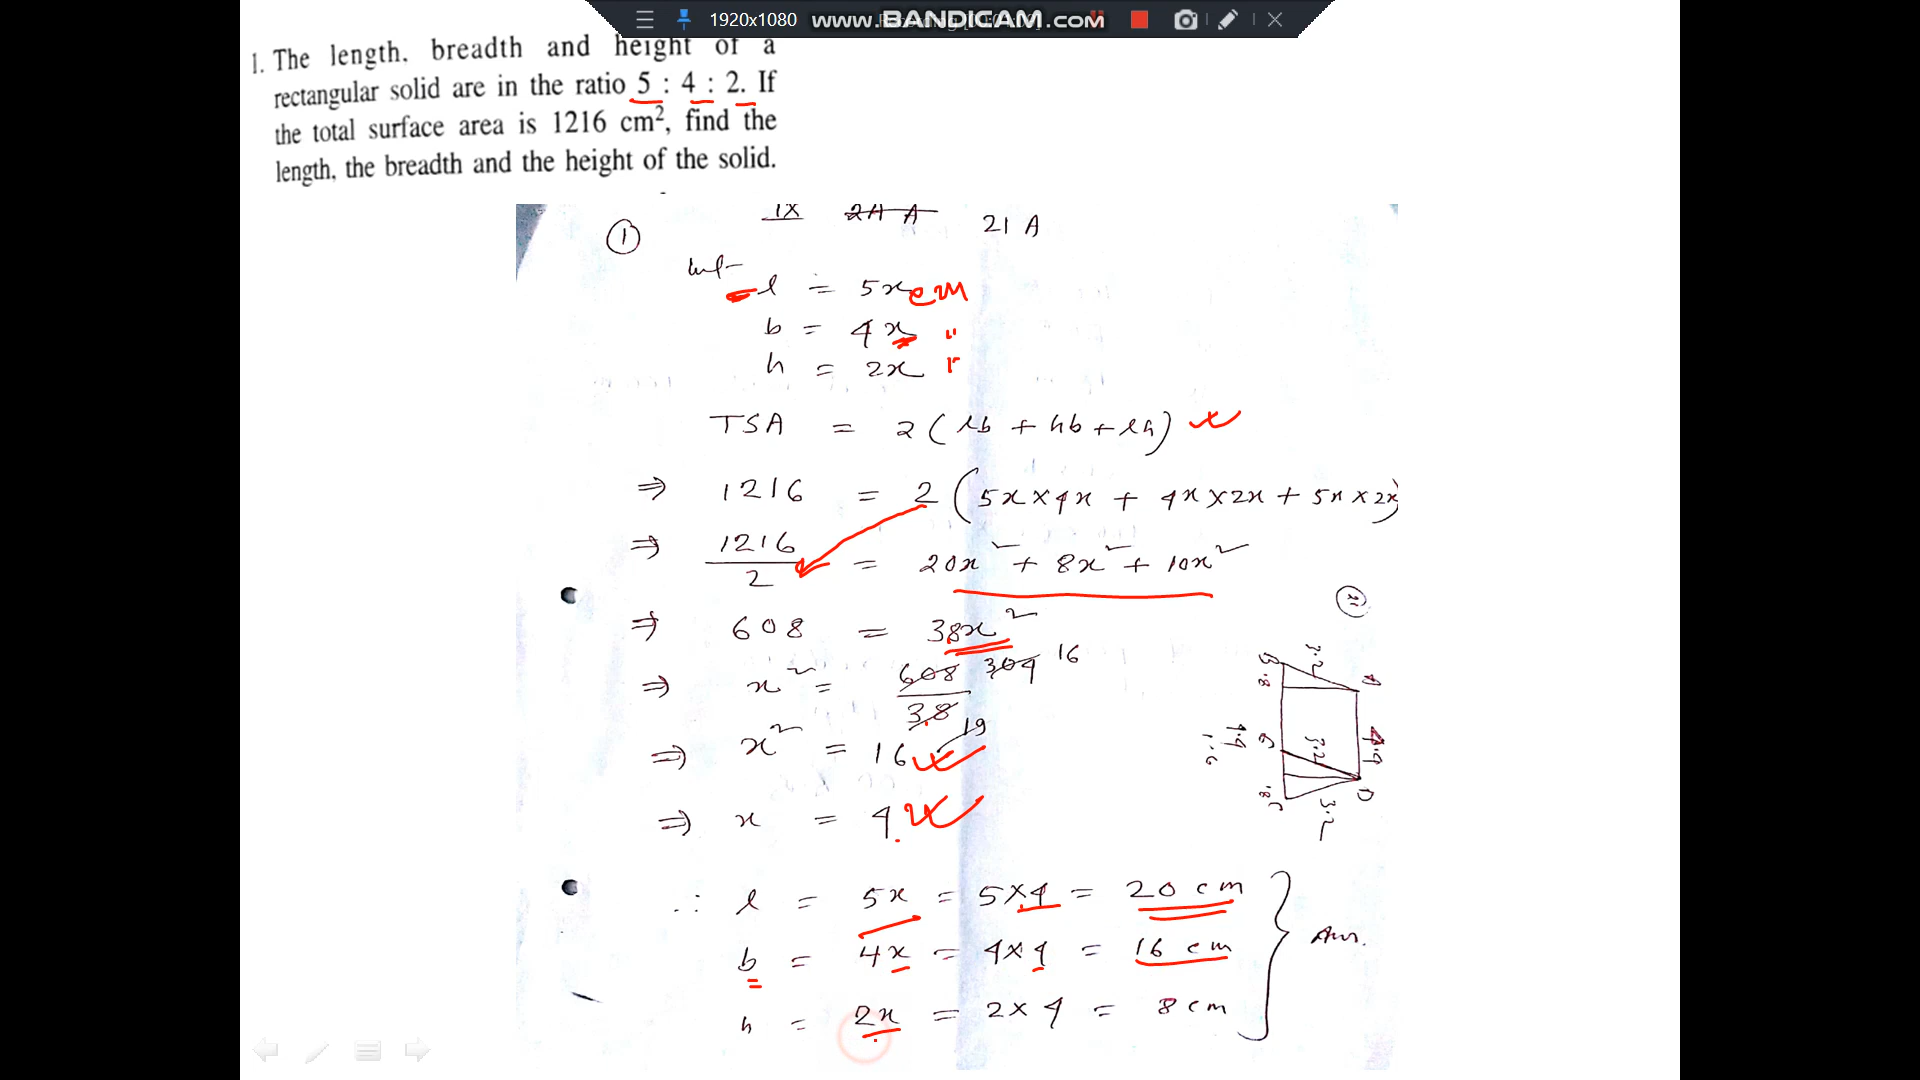 1920x1080 www.BANDICAM.com
1. The length, breadth and height of a
rectangular solid are in the ratio 5 : 4 : 2. If
the total surface area is 1216 cm², find the
length, the breadth and the height of the solid.
IX 21 A
①
l = 5x cm
b = 4x "
h = 2x "
TSA = 2(lb + hb + lh)
⇒ 1216 = 2(5x×4x + 4x×2x + 5x×2x)
⇒ 1216/2 = 20x² + 8x² + 10x²
⇒ 608 = 38x²
⇒ x² = 608/38 304 16 19
⇒ x² = 16
⇒ x = 4
∴ l = 5x = 5×4 = 20 cm
b = 4x = 4×4 = 16 cm
h = 2x = 2×4 = 8 cm
Ans.